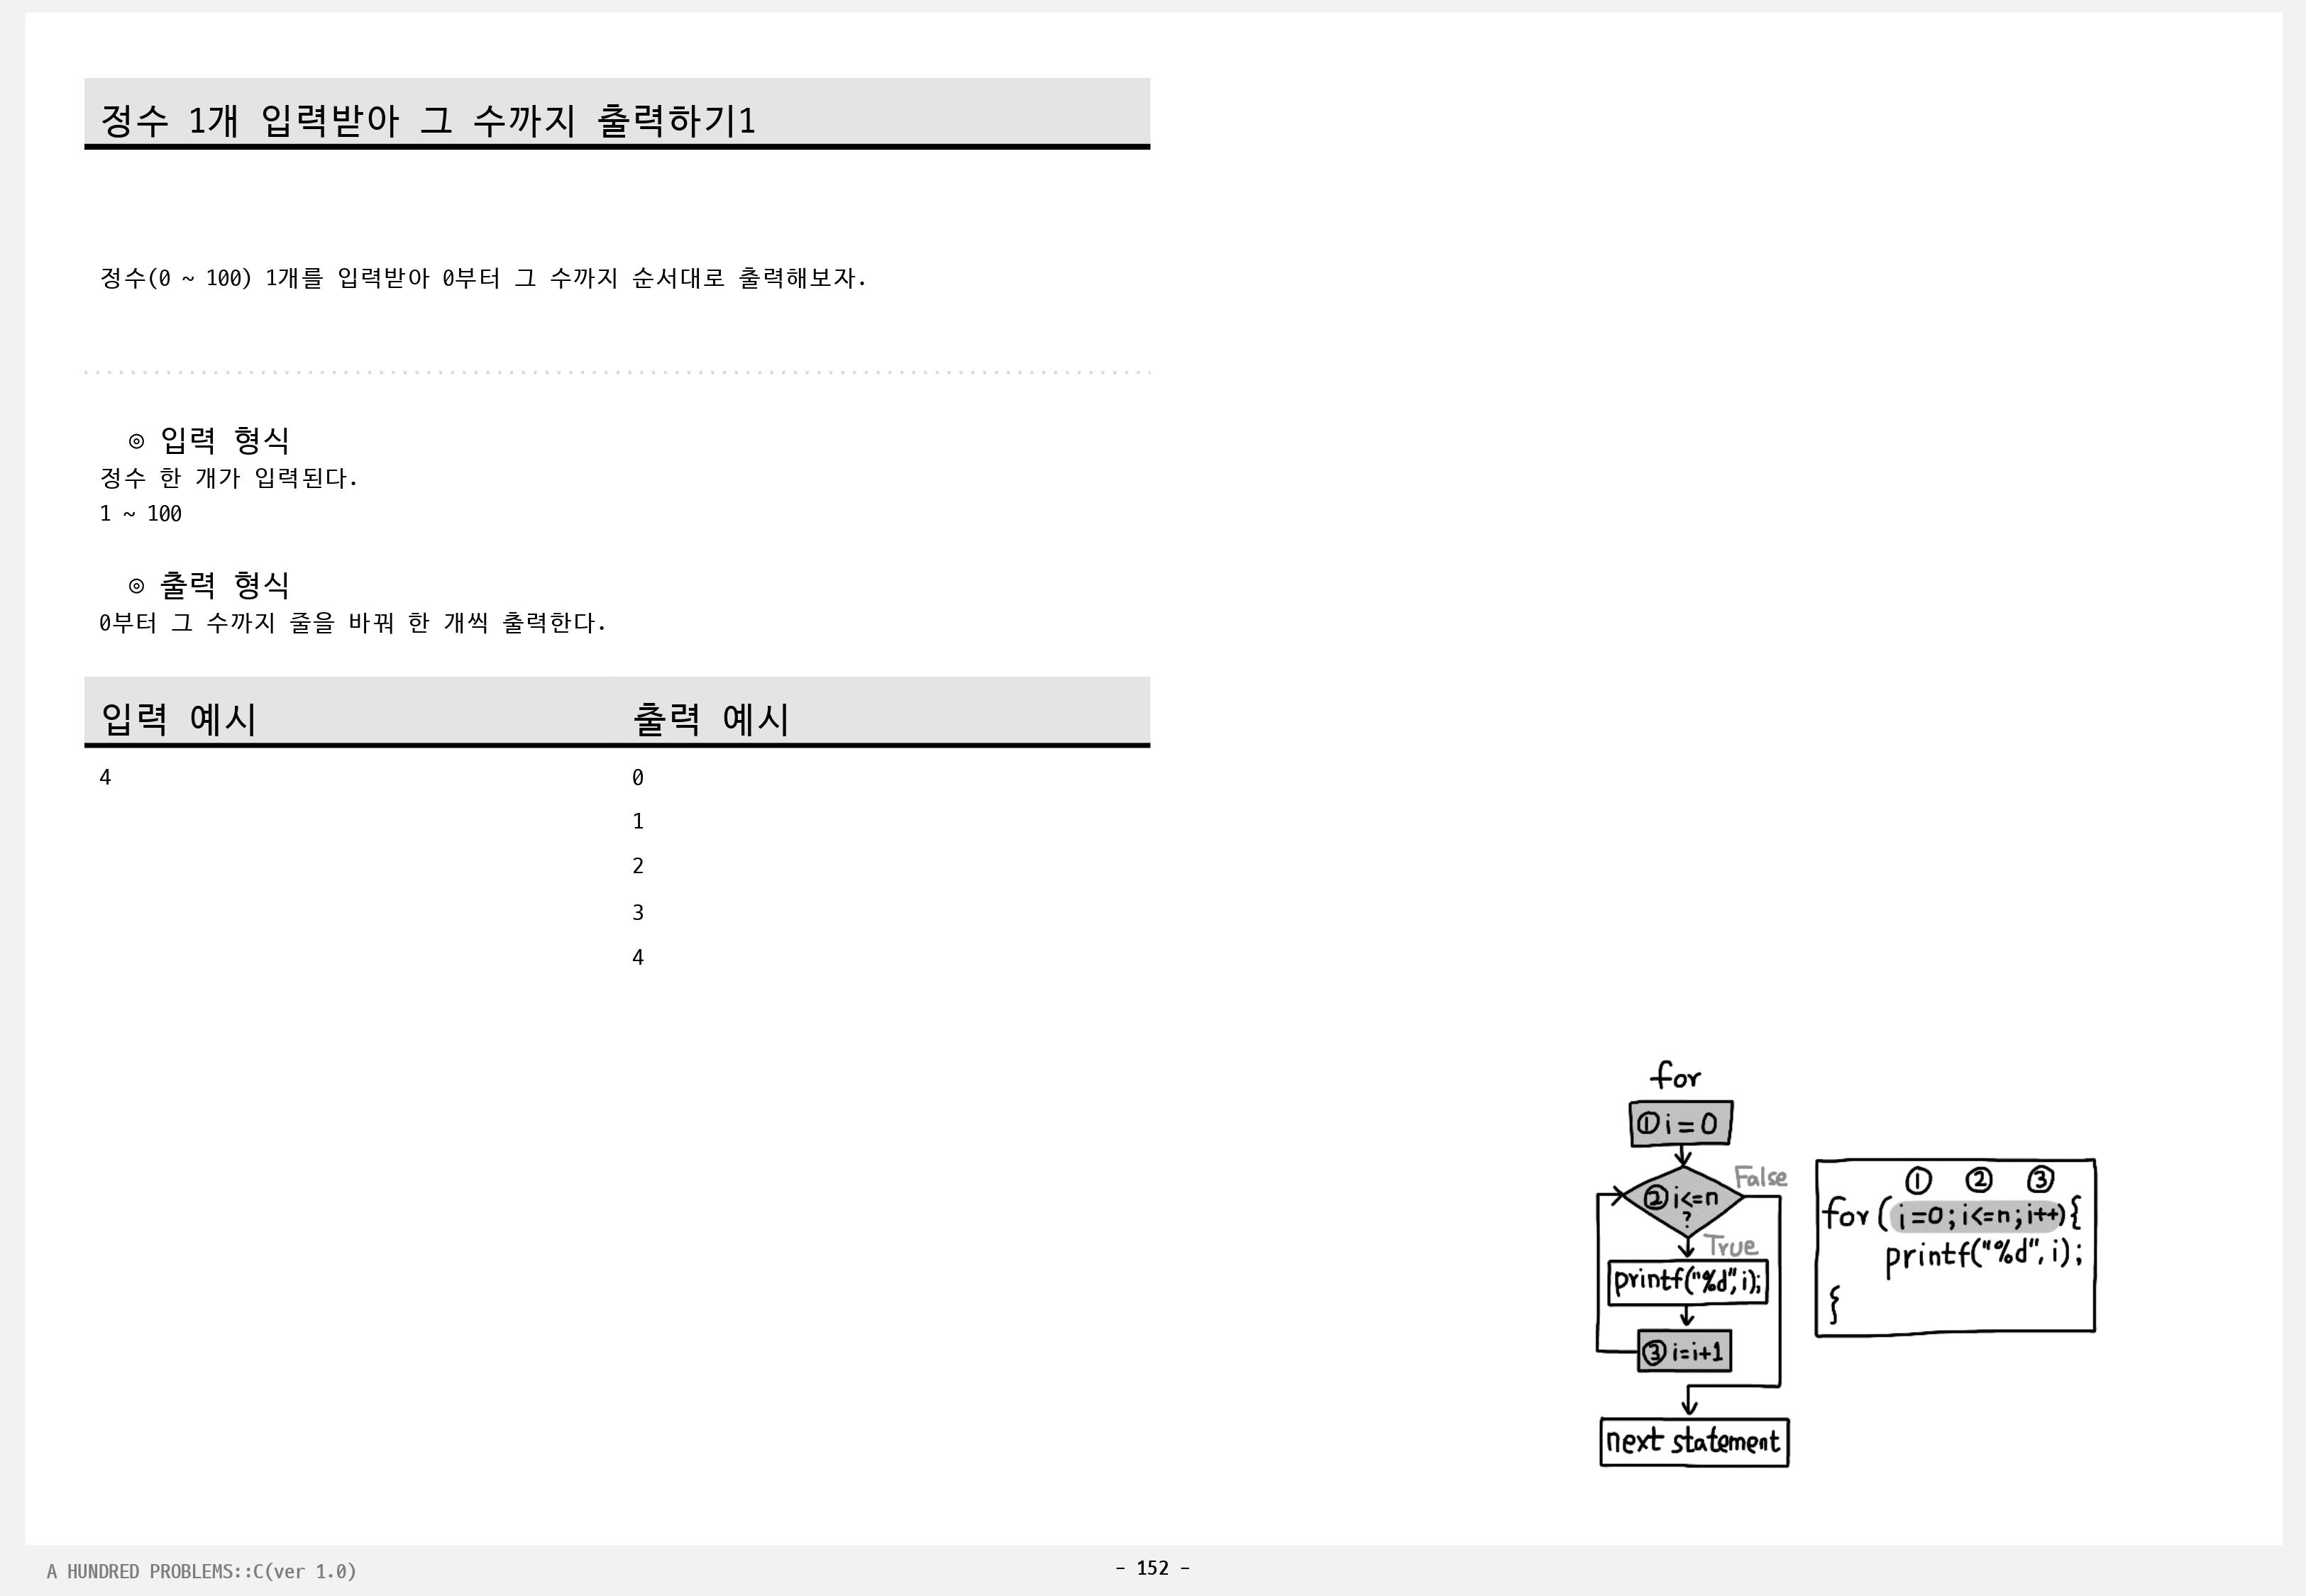 정수 1개 입력받아 그 수까지 출력하기1
정수(0 ~ 100) 1개를 입력받아 0부터 그 수까지 순서대로 출력해보자.
◎ 입력 형식
정수 한 개가 입력된다.
1 ~ 100
◎ 출력 형식
0부터 그 수까지 줄을 바꿔 한 개씩 출력한다.
입력 예시 출력 예시
4 0
1
2
3
4
for
① i=0
② i<=n
?
False
True
printf("%d",i);
③ i=i+1
next statement
① ② ③
for(i=0;i<=n;i++){
printf("%d",i);
}
A HUNDRED PROBLEMS::C(ver 1.0)
- 152 -